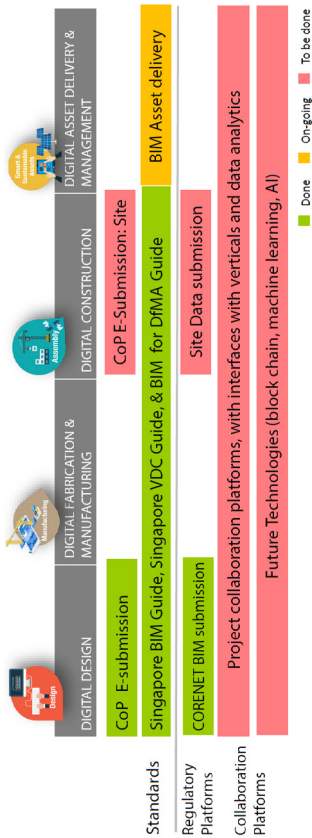 Design
Manufacturing
Assembly
Smart &
Sustainable
Assets
DIGITAL DESIGN
DIGITAL FABRICATION &
MANUFACTURING
DIGITAL CONSTRUCTION
DIGITAL ASSET DELIVERY &
MANAGEMENT
Standards
CoP E-submission
CoP E-Submission: Site
Singapore BIM Guide, Singapore VDC Guide, & BIM for DfMA Guide
BIM Asset delivery
Regulatory
Platforms
CORENET BIM submission
Site Data submission
Collaboration
Platforms
Project collaboration platforms, with interfaces with verticals and data analytics
Future Technologies (block chain, machine learning, AI)
Done
On-going
To be done